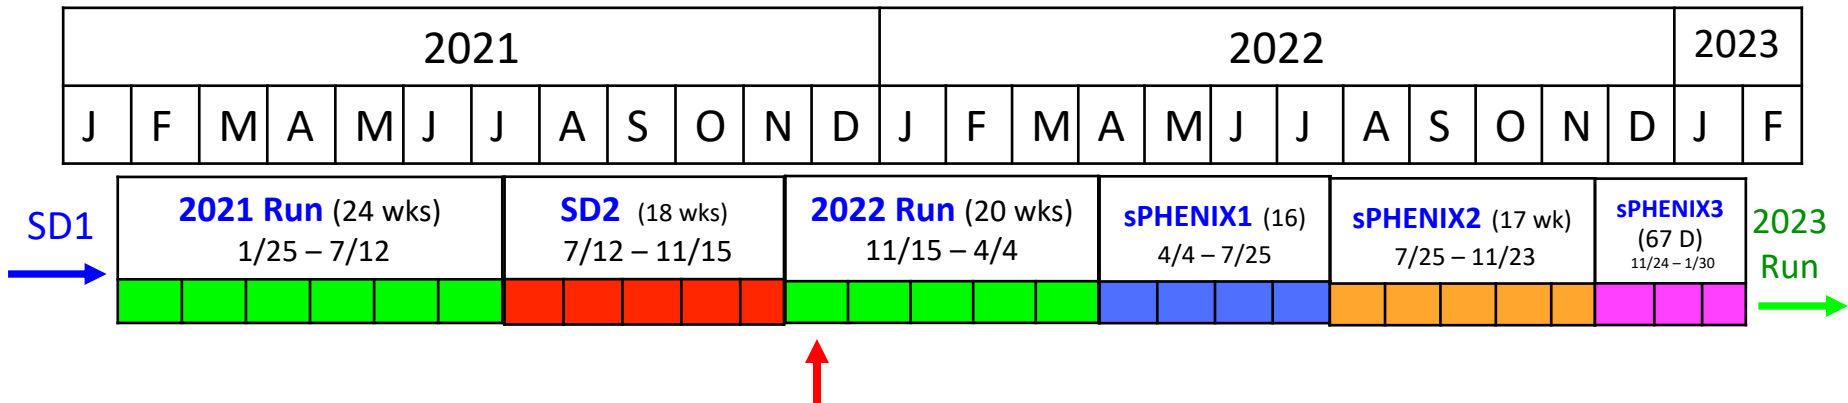 2021 2022 2023
J F M A M J J A S O N D J F M A M J J A S O N D J F
SD1
2021 Run (24 wks)
1/25 – 7/12
SD2 (18 wks)
7/12 – 11/15
2022 Run (20 wks)
11/15 – 4/4
sPHENIX1 (16)
4/4 – 7/25
sPHENIX2 (17 wk)
7/25 – 11/23
sPHENIX3
(67 D)
11/24 – 1/30
2023
Run